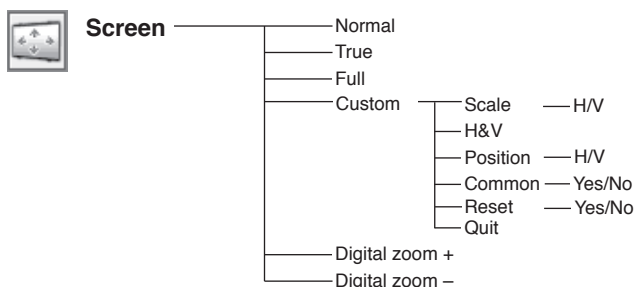 Screen
Normal
True
Full
Custom
Scale H/V
H&V
Position H/V
Common Yes/No
Reset Yes/No
Quit
Digital zoom +
Digital zoom –